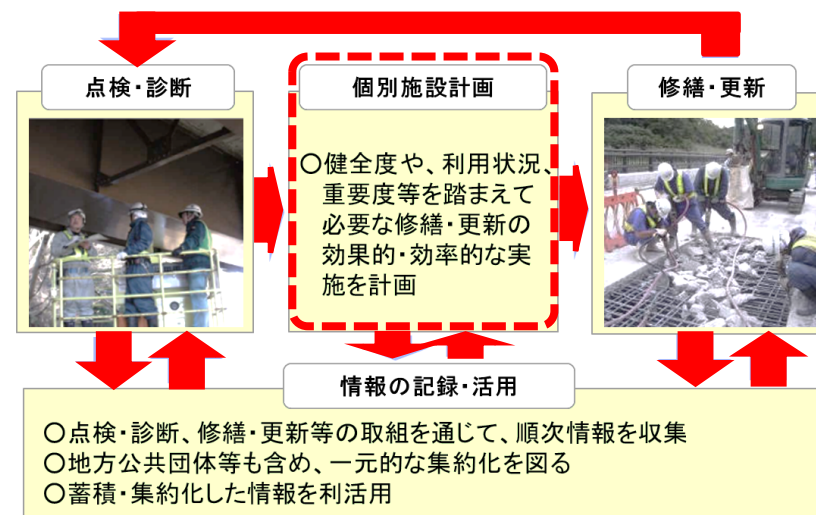 点検・診断
個別施設計画
修繕・更新
○健全度や、利用状況、
重要度等を踏まえて
必要な修繕・更新の
効果的・効率的な実
施を計画
情報の記録・活用
○点検・診断、修繕・更新等の取組を通じて、順次情報を収集
○地方公共団体等も含め、一元的な集約化を図る
○蓄積・集約化した情報を利活用